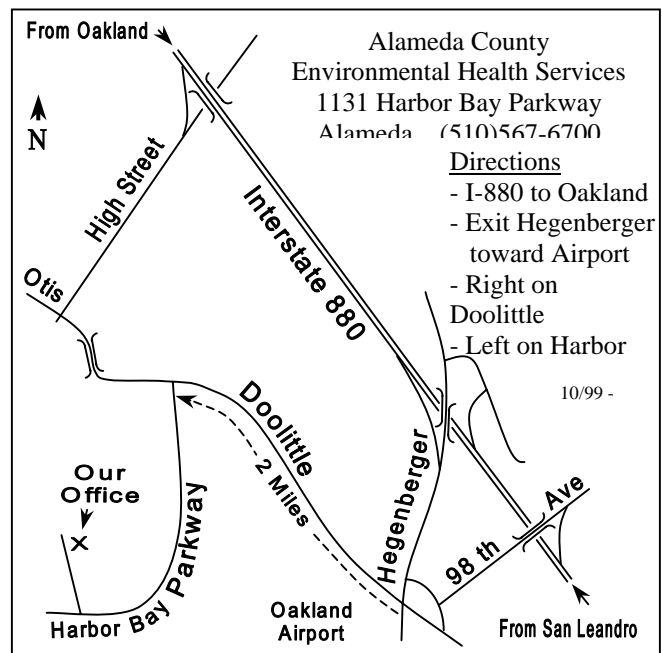 From Oakland
Alameda County
Environmental Health Services
1131 Harbor Bay Parkway
Alameda (510)567-6700
N
Directions
- I-880 to Oakland
- Exit Hegenberger
toward Airport
- Right on
Doolittle
- Left on Harbor
10/99 -
High Street
Interstate 880
Otis
Doolittle
2 Miles
Hegenberger
Our
Office
X
98 th Ave
Harbor Bay Parkway
Oakland
Airport
From San Leandro